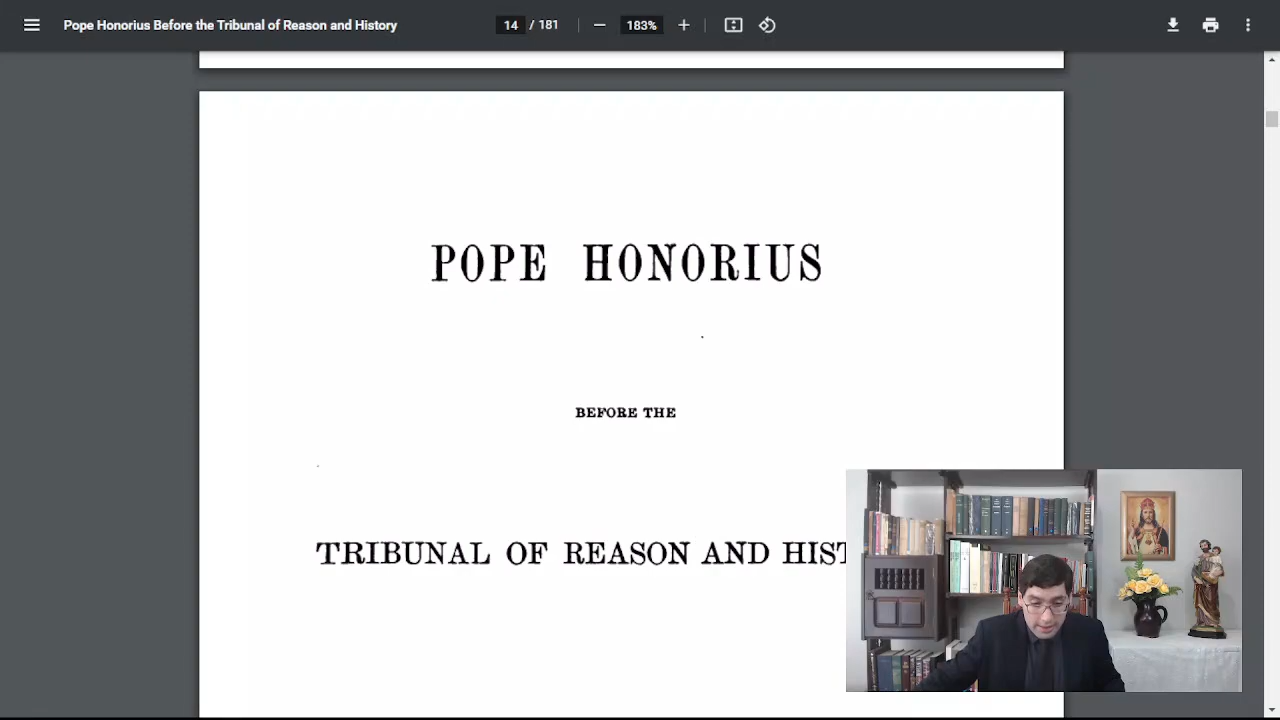 Pope Honorius Before the Tribunal of Reason and History
14 / 181
183%
POPE HONORIUS
BEFORE THE
TRIBUNAL OF REASON AND HIST